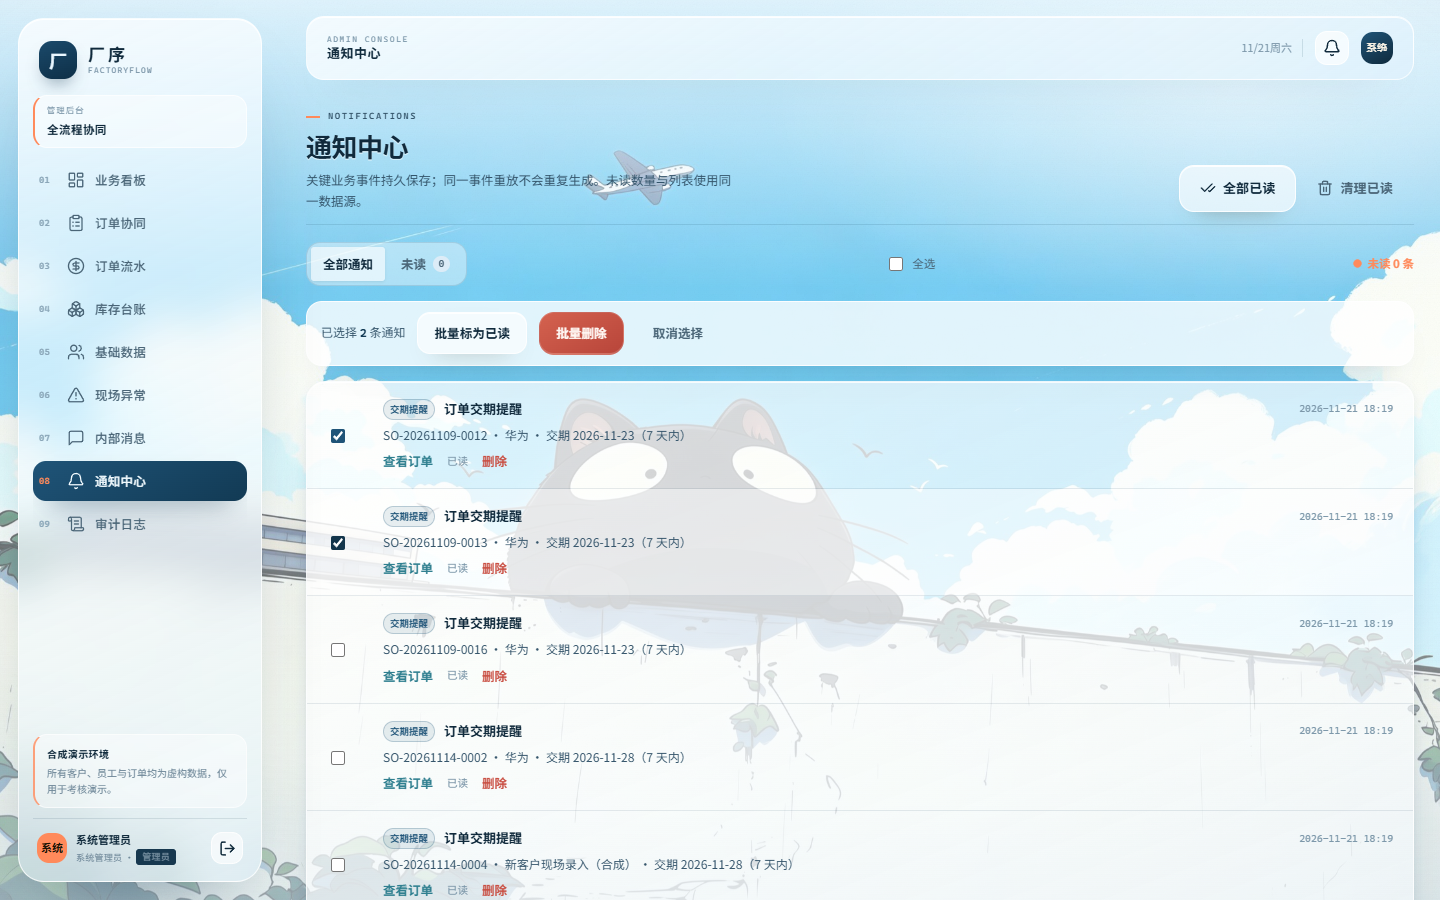 厂
厂序
FACTORYFLOW
管理后台
全流程协同
01 业务看板
02 订单协同
03 订单流水
04 库存台账
05 基础数据
06 现场异常
07 内部消息
08 通知中心
09 审计日志
合成演示环境
所有客户、员工与订单均为虚构数据，仅
用于考核演示。
系统
系统管理员
系统管理员 · 管理员
ADMIN CONSOLE
通知中心
11/21周六
系统
NOTIFICATIONS
通知中心
关键业务事件持久保存；同一事件重放不会重复生成。未读数量与列表使用同
一数据源。
全部已读
清理已读
全部通知 未读 0
全选
未读 0 条
已选择 2 条通知 批量标为已读 批量删除 取消选择
交期提醒 订单交期提醒 2026-11-21 18:19
SO-20261109-0012 · 华为 · 交期 2026-11-23（7 天内）
查看订单 已读 删除
交期提醒 订单交期提醒 2026-11-21 18:19
SO-20261109-0013 · 华为 · 交期 2026-11-23（7 天内）
查看订单 已读 删除
交期提醒 订单交期提醒 2026-11-21 18:19
SO-20261109-0016 · 华为 · 交期 2026-11-23（7 天内）
查看订单 已读 删除
交期提醒 订单交期提醒 2026-11-21 18:19
SO-20261114-0002 · 华为 · 交期 2026-11-28（7 天内）
查看订单 已读 删除
交期提醒 订单交期提醒 2026-11-21 18:19
SO-20261114-0004 · 新客户现场录入（合成） · 交期 2026-11-28（7 天内）
查看订单 已读 删除